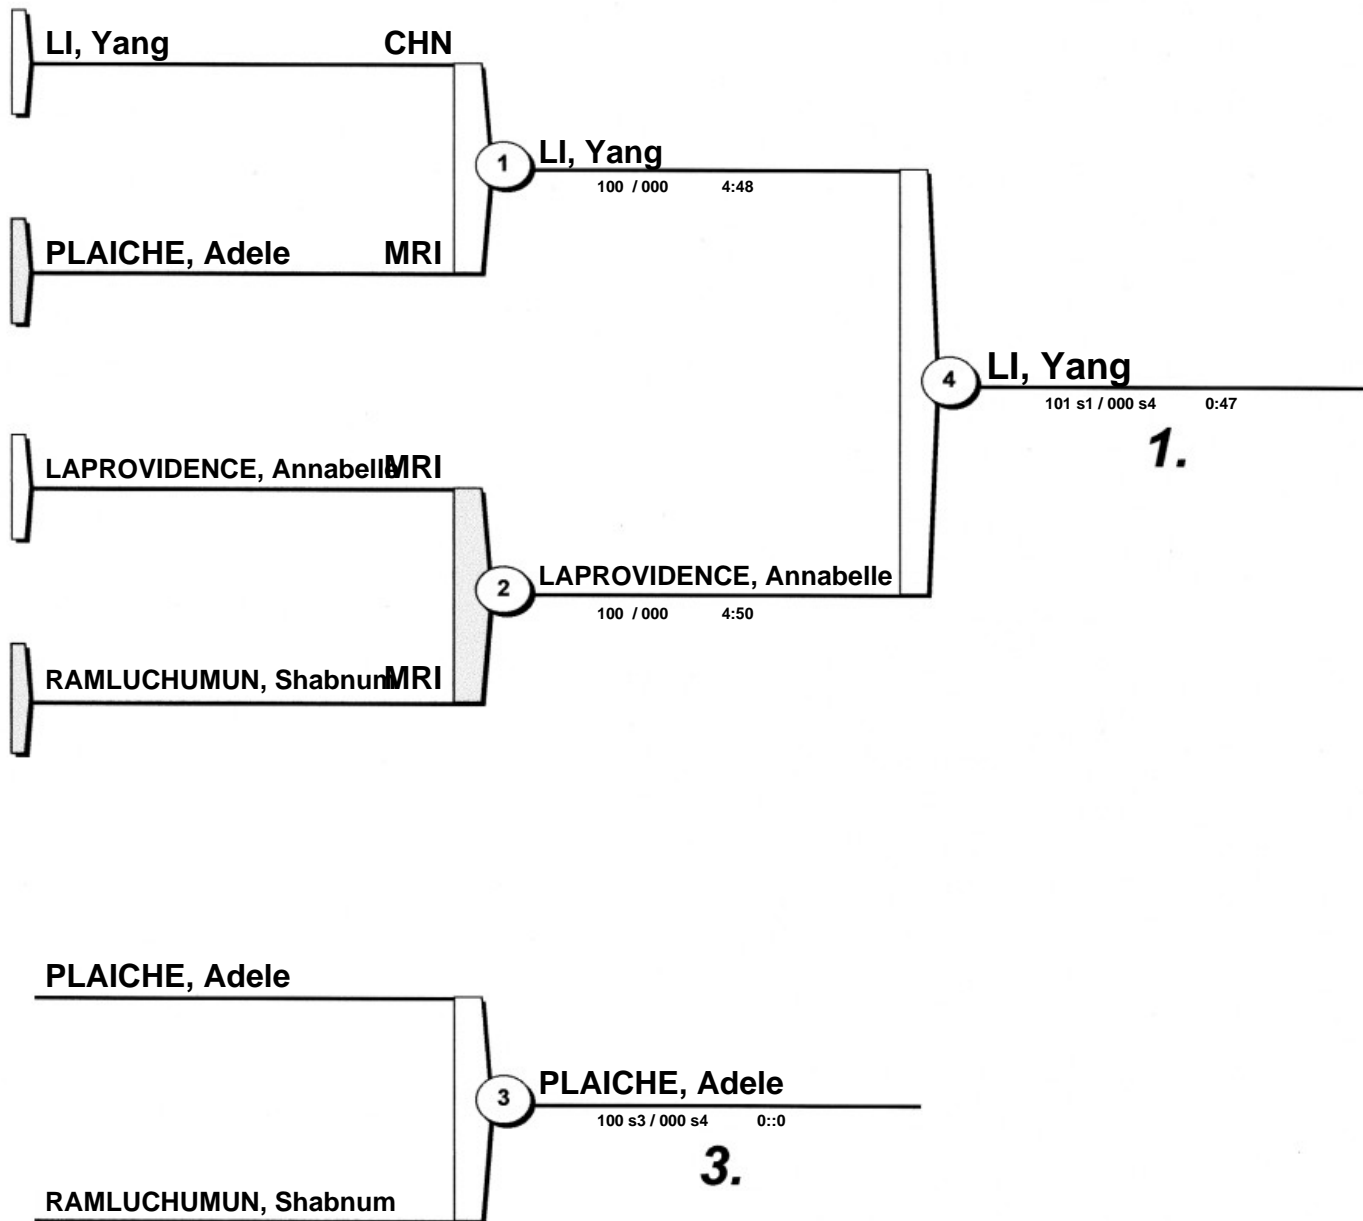 LI, Yang CHN
1 LI, Yang
100 / 000 4:48
PLAICHE, Adele MRI
4 LI, Yang
101 s1 / 000 s4 0:47
1.
LAPROVIDENCE, Annabelle MRI
2 LAPROVIDENCE, Annabelle
100 / 000 4:50
RAMLUCHUMUN, Shabnum MRI
PLAICHE, Adele
3 PLAICHE, Adele
100 s3 / 000 s4 0::0
3.
RAMLUCHUMUN, Shabnum